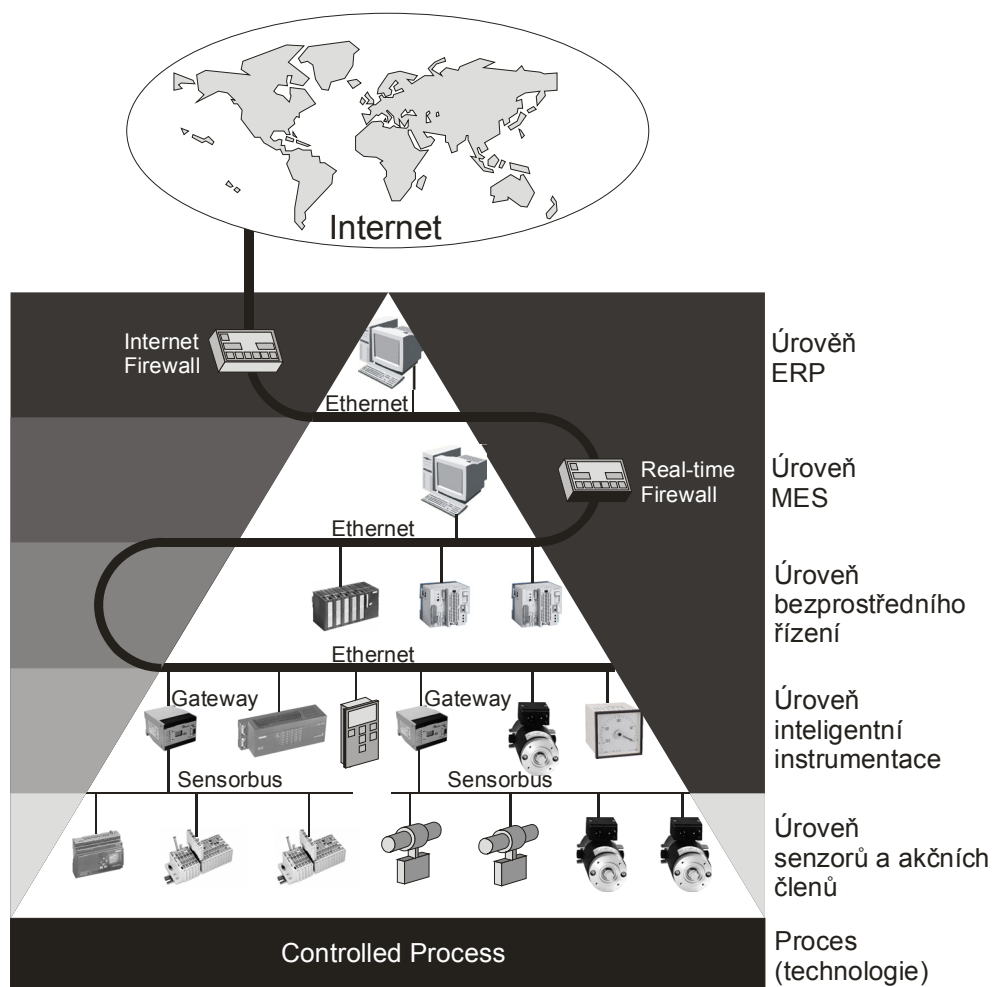 Internet
Internet
Firewall
Ethernet
Úrověň
ERP
Real-time
Firewall
Úroveň
MES
Ethernet
Úroveň
bezprostředního
řízení
Ethernet
Gateway
Gateway
Úroveň
inteligentní
instrumentace
Sensorbus
Sensorbus
Úroveň
senzorů a akčních
členů
Controlled Process
Proces
(technologie)